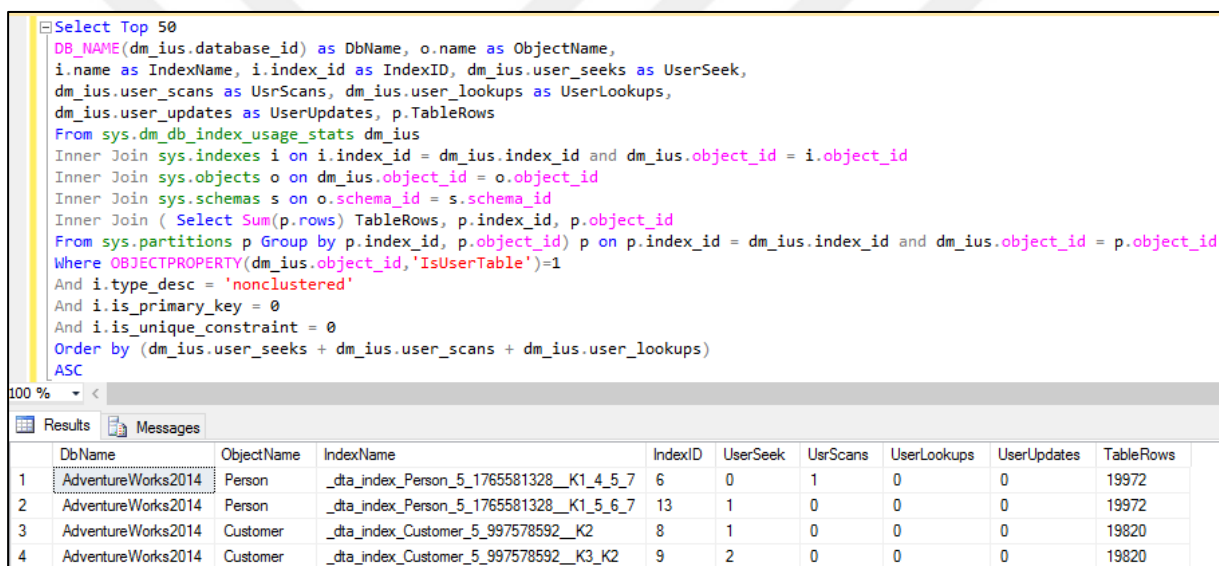 Select Top 50
DB_NAME(dm_ius.database_id) as DbName, o.name as ObjectName,
i.name as IndexName, i.index_id as IndexID, dm_ius.user_seeks as UserSeek,
dm_ius.user_scans as UsrScans, dm_ius.user_lookups as UserLookups,
dm_ius.user_updates as UserUpdates, p.TableRows
From sys.dm_db_index_usage_stats dm_ius
Inner Join sys.indexes i on i.index_id = dm_ius.index_id and dm_ius.object_id = i.object_id
Inner Join sys.objects o on dm_ius.object_id = o.object_id
Inner Join sys.schemas s on o.schema_id = s.schema_id
Inner Join ( Select Sum(p.rows) TableRows, p.index_id, p.object_id
From sys.partitions p Group by p.index_id, p.object_id) p on p.index_id = dm_ius.index_id and dm_ius.object_id = p.object_id
Where OBJECTPROPERTY(dm_ius.object_id,'IsUserTable')=1
And i.type_desc = 'nonclustered'
And i.is_primary_key = 0
And i.is_unique_constraint = 0
Order by (dm_ius.user_seeks + dm_ius.user_scans + dm_ius.user_lookups)
ASC
100 %
Results Messages
DbName ObjectName IndexName IndexID UserSeek UsrScans UserLookups UserUpdates TableRows
1 AdventureWorks2014 Person _dta_index_Person_5_1765581328__K1_4_5_7 6 0 1 0 0 19972
2 AdventureWorks2014 Person _dta_index_Person_5_1765581328__K1_5_6_7 13 1 0 0 0 19972
3 AdventureWorks2014 Customer _dta_index_Customer_5_997578592__K2 8 1 0 0 0 19820
4 AdventureWorks2014 Customer _dta_index_Customer_5_997578592__K3_K2 9 2 0 0 0 19820